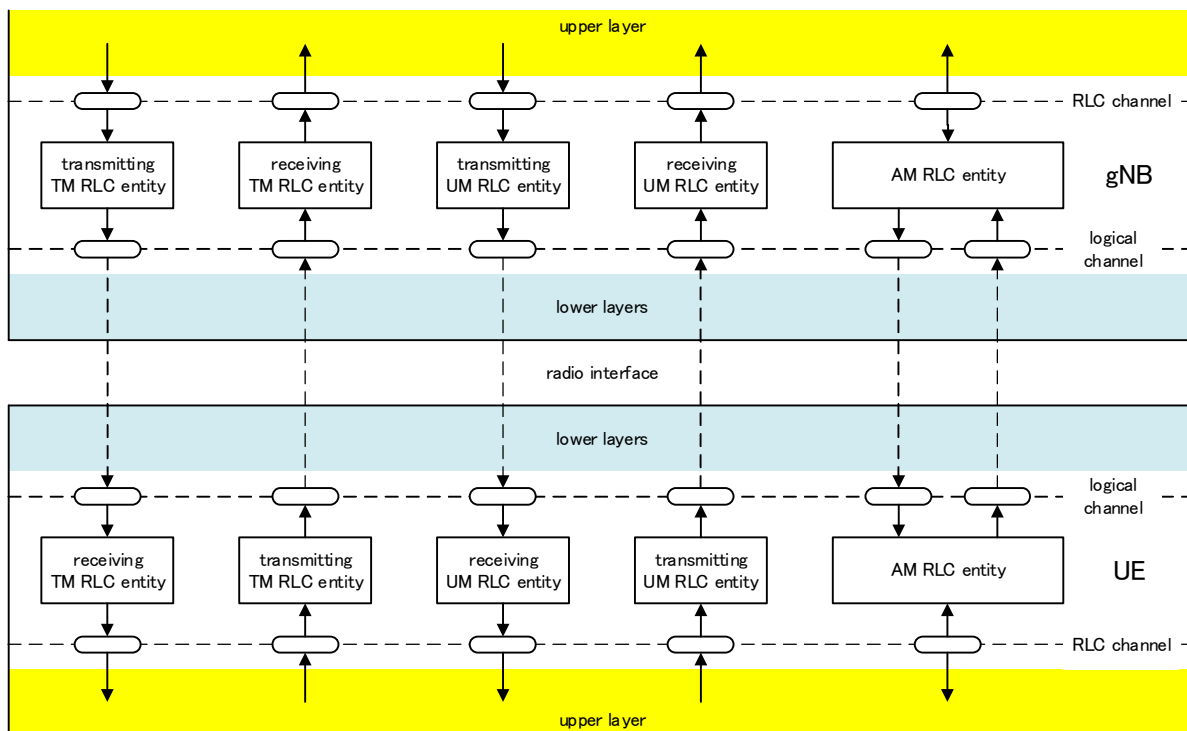 upper layer
RLC channel
transmitting
TM RLC entity
receiving
TM RLC entity
transmitting
UM RLC entity
receiving
UM RLC entity
AM RLC entity
gNB
logical
channel
lower layers
radio interface
lower layers
logical
channel
receiving
TM RLC entity
transmitting
TM RLC entity
receiving
UM RLC entity
transmitting
UM RLC entity
AM RLC entity
UE
RLC channel
upper layer